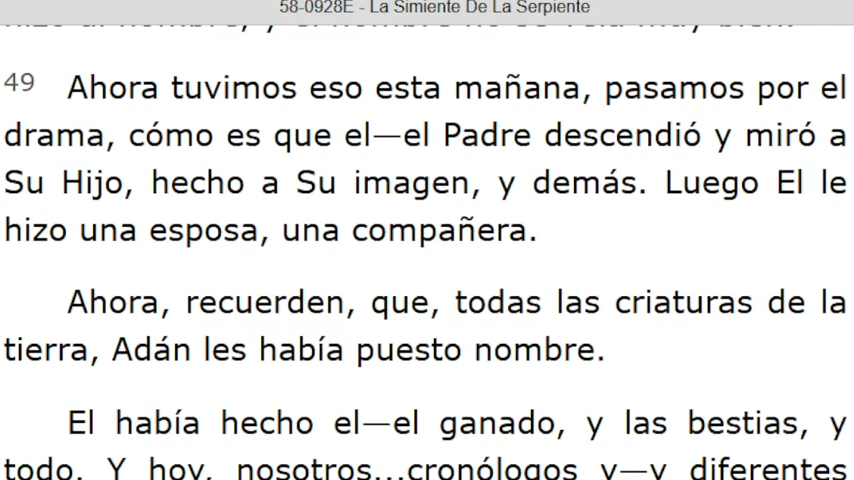 58-0928E - La Simiente De La Serpiente
49 Ahora tuvimos eso esta mañana, pasamos por el
drama, cómo es que el—el Padre descendió y miró a
Su Hijo, hecho a Su imagen, y demás. Luego El le
hizo una esposa, una compañera.
Ahora, recuerden, que, todas las criaturas de la
tierra, Adán les había puesto nombre.
El había hecho el—el ganado, y las bestias, y
todo. Y hoy, nosotros...cronólogos y—y diferentes